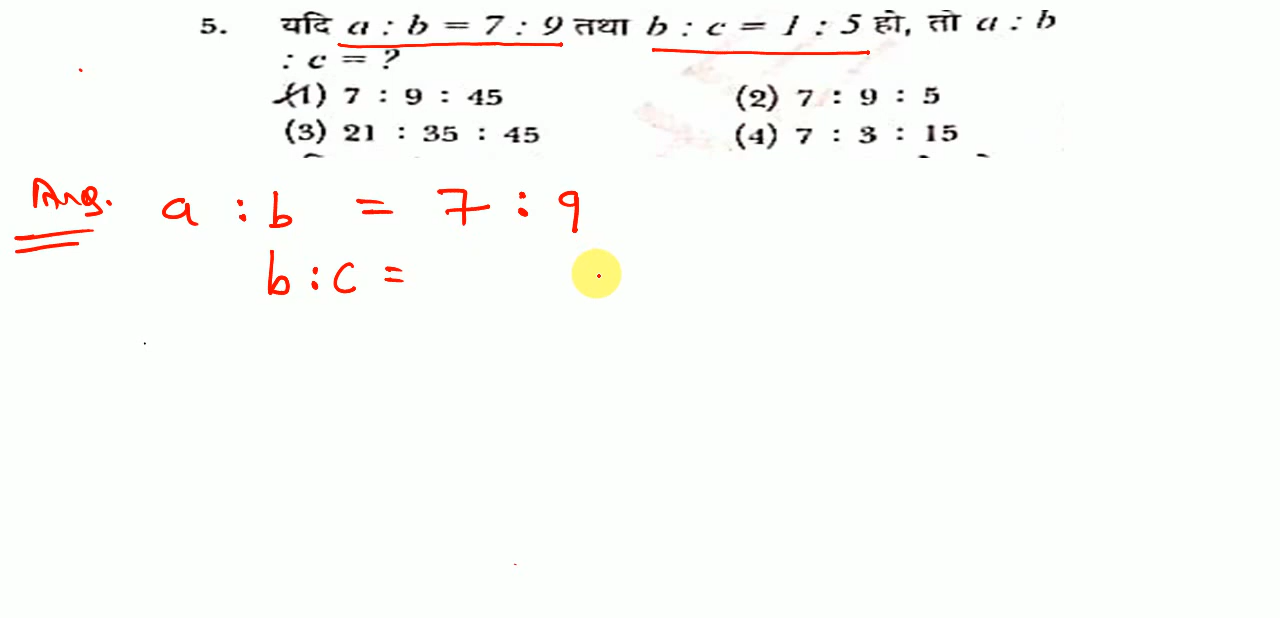 5. यदि a : b = 7 : 9 तथा b : c = 1 : 5 हो, तो a : b
: c = ?
(1) 7 : 9 : 45 (2) 7 : 9 : 5
(3) 21 : 35 : 45 (4) 7 : 3 : 15
Ans. a : b = 7 : 9
b : c =